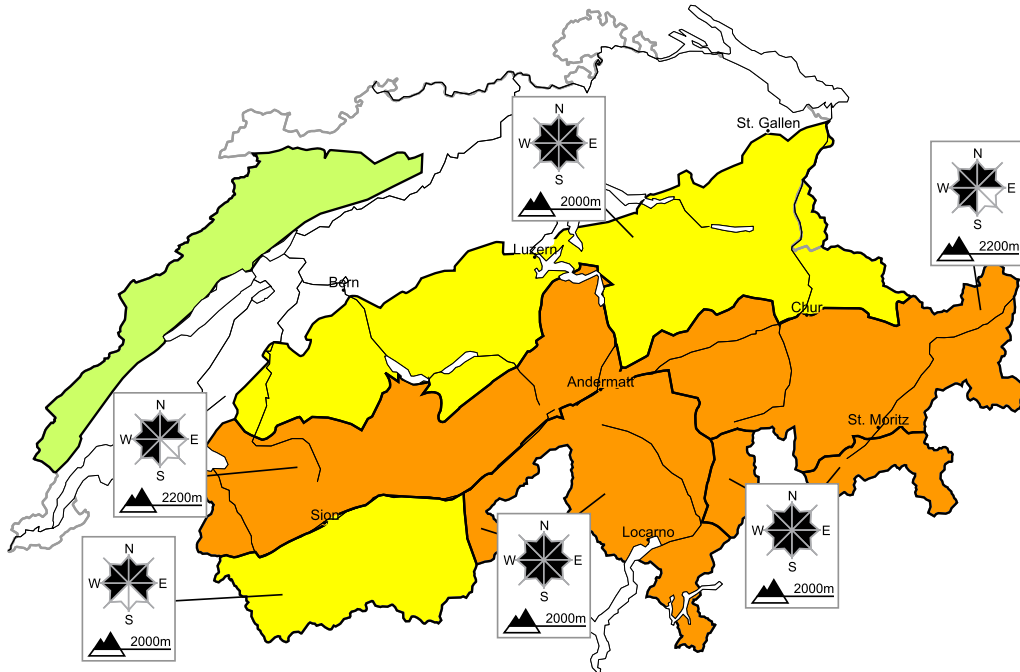 N
W E
S
2000m
St. Gallen
N
W E
S
2200m
Luzern
Bern
Chur
Andermatt
N
W E
S
2200m
St. Moritz
Sion
Locarno
N
W E
S
2000m
N
W E
S
2000m
N
W E
S
2000m